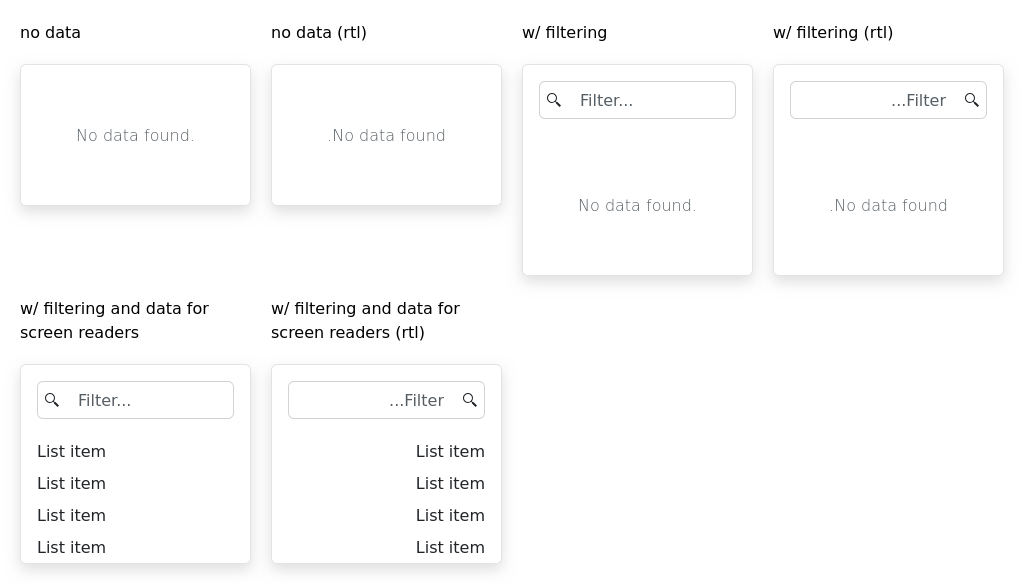 no data
no data (rtl)
w/ filtering
w/ filtering (rtl)
No data found.
.No data found
Filter...
...Filter
No data found.
.No data found
w/ filtering and data for
screen readers
w/ filtering and data for
screen readers (rtl)
Filter...
...Filter
List item
List item
List item
List item
List item
List item
List item
List item